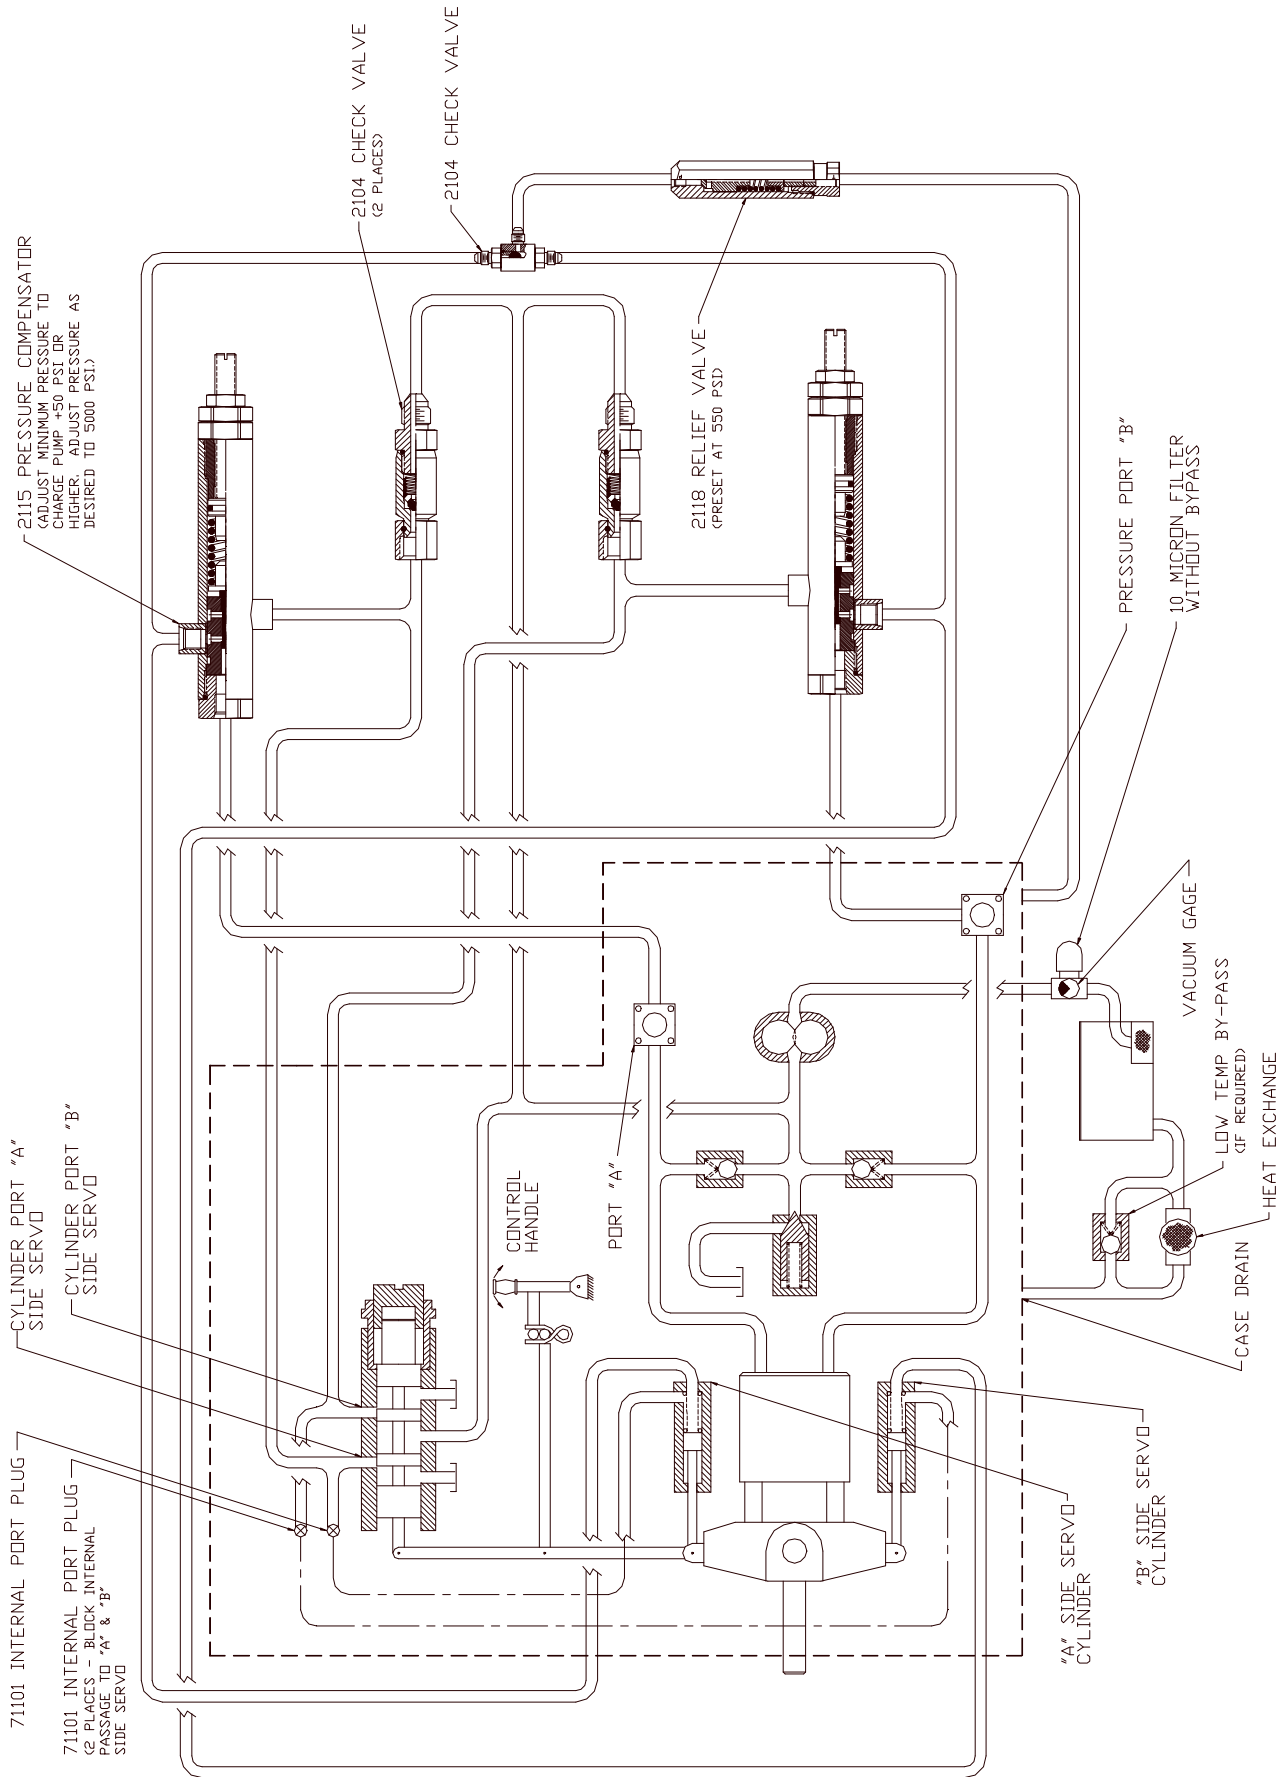 71101 INTERNAL PORT PLUG
71101 INTERNAL PORT PLUG
(2 PLACES - BLOCK INTERNAL
PASSAGE TO "A" & "B"
SIDE SERVO
CYLINDER PORT "A"
SIDE SERVO
CYLINDER PORT "B"
SIDE SERVO
2115 PRESSURE COMPENSATOR
(ADJUST MINIMUM PRESSURE TO
CHARGE PUMP +50 PSI OR
HIGHER. ADJUST PRESSURE AS
DESIRED TO 5000 PSI.)
2104 CHECK VALVE
(2 PLACES)
2104 CHECK VALVE
CONTROL
HANDLE
PORT "A"
2118 RELIEF VALVE
(PRESET AT 550 PSI)
"A" SIDE SERVO
CYLINDER
"B" SIDE SERVO
CYLINDER
PRESSURE PORT "B"
10 MICRON FILTER
WITHOUT BYPASS
VACUUM GAGE
LOW TEMP BY-PASS
(IF REQUIRED)
CASE DRAIN
HEAT EXCHANGE